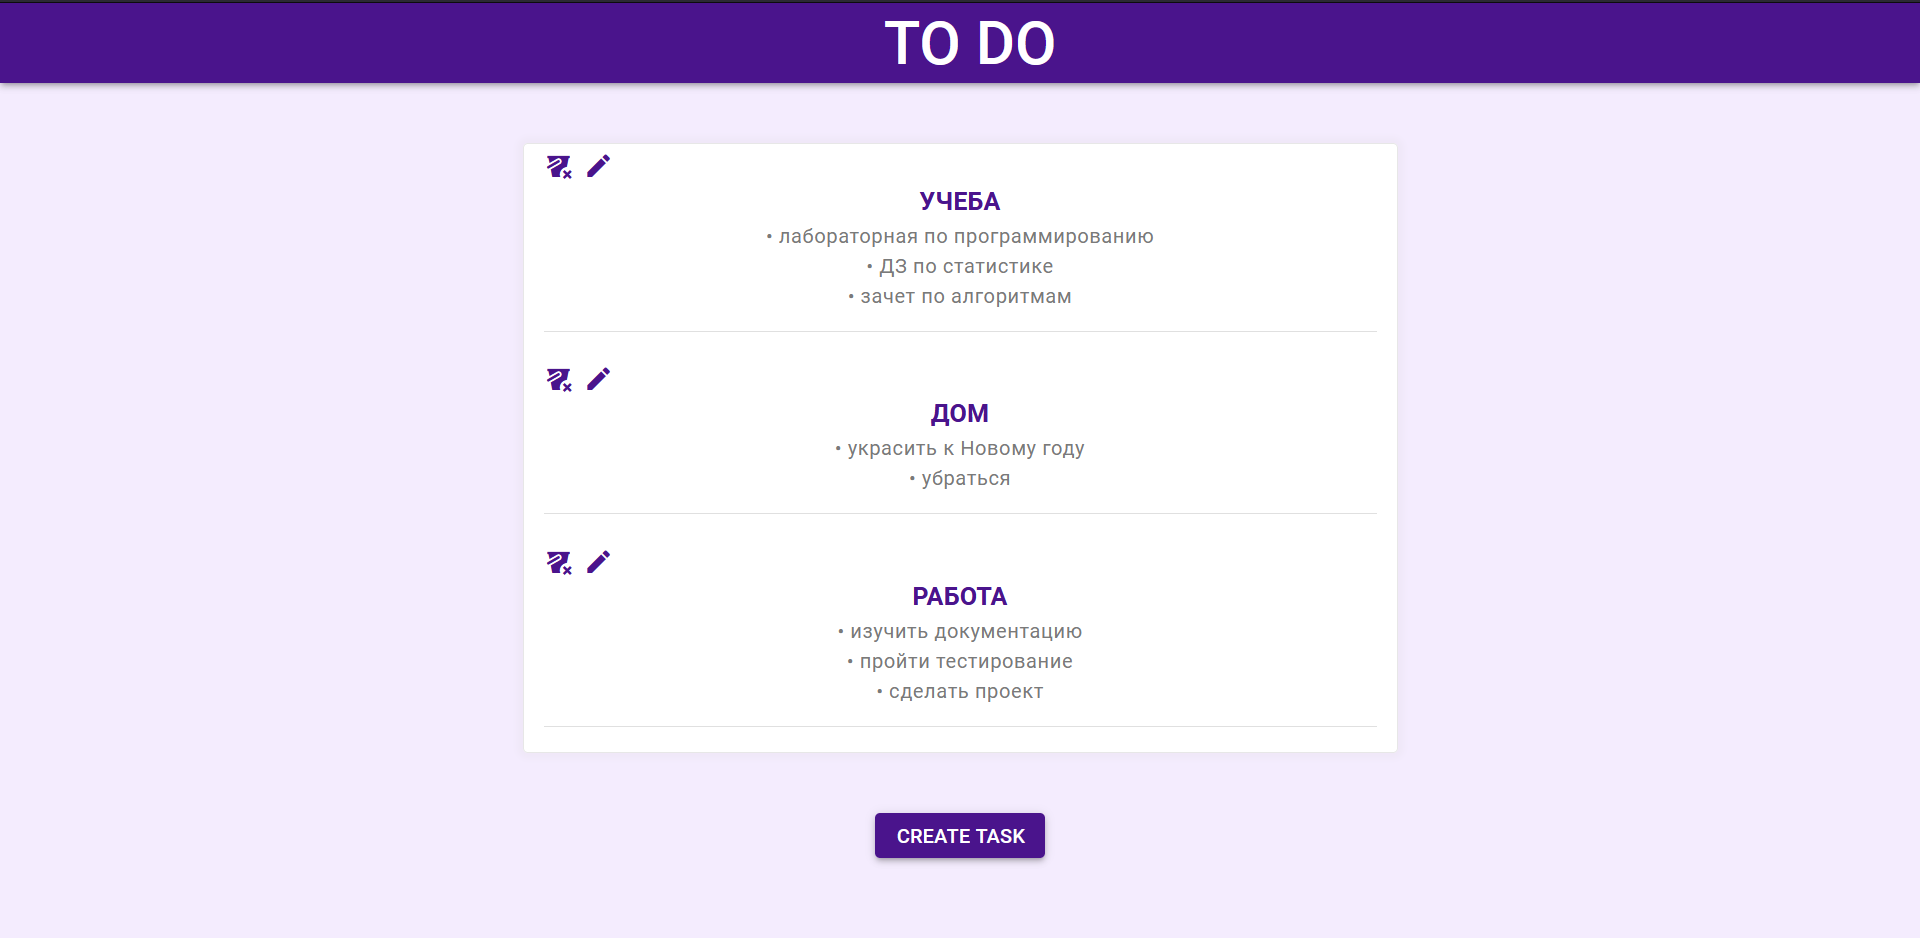 TO DO
УЧЕБА
• лабораторная по программированию
• ДЗ по статистике
• зачет по алгоритмам
ДОМ
• украсить к Новому году
• убраться
РАБОТА
• изучить документацию
• пройти тестирование
• сделать проект
CREATE TASK